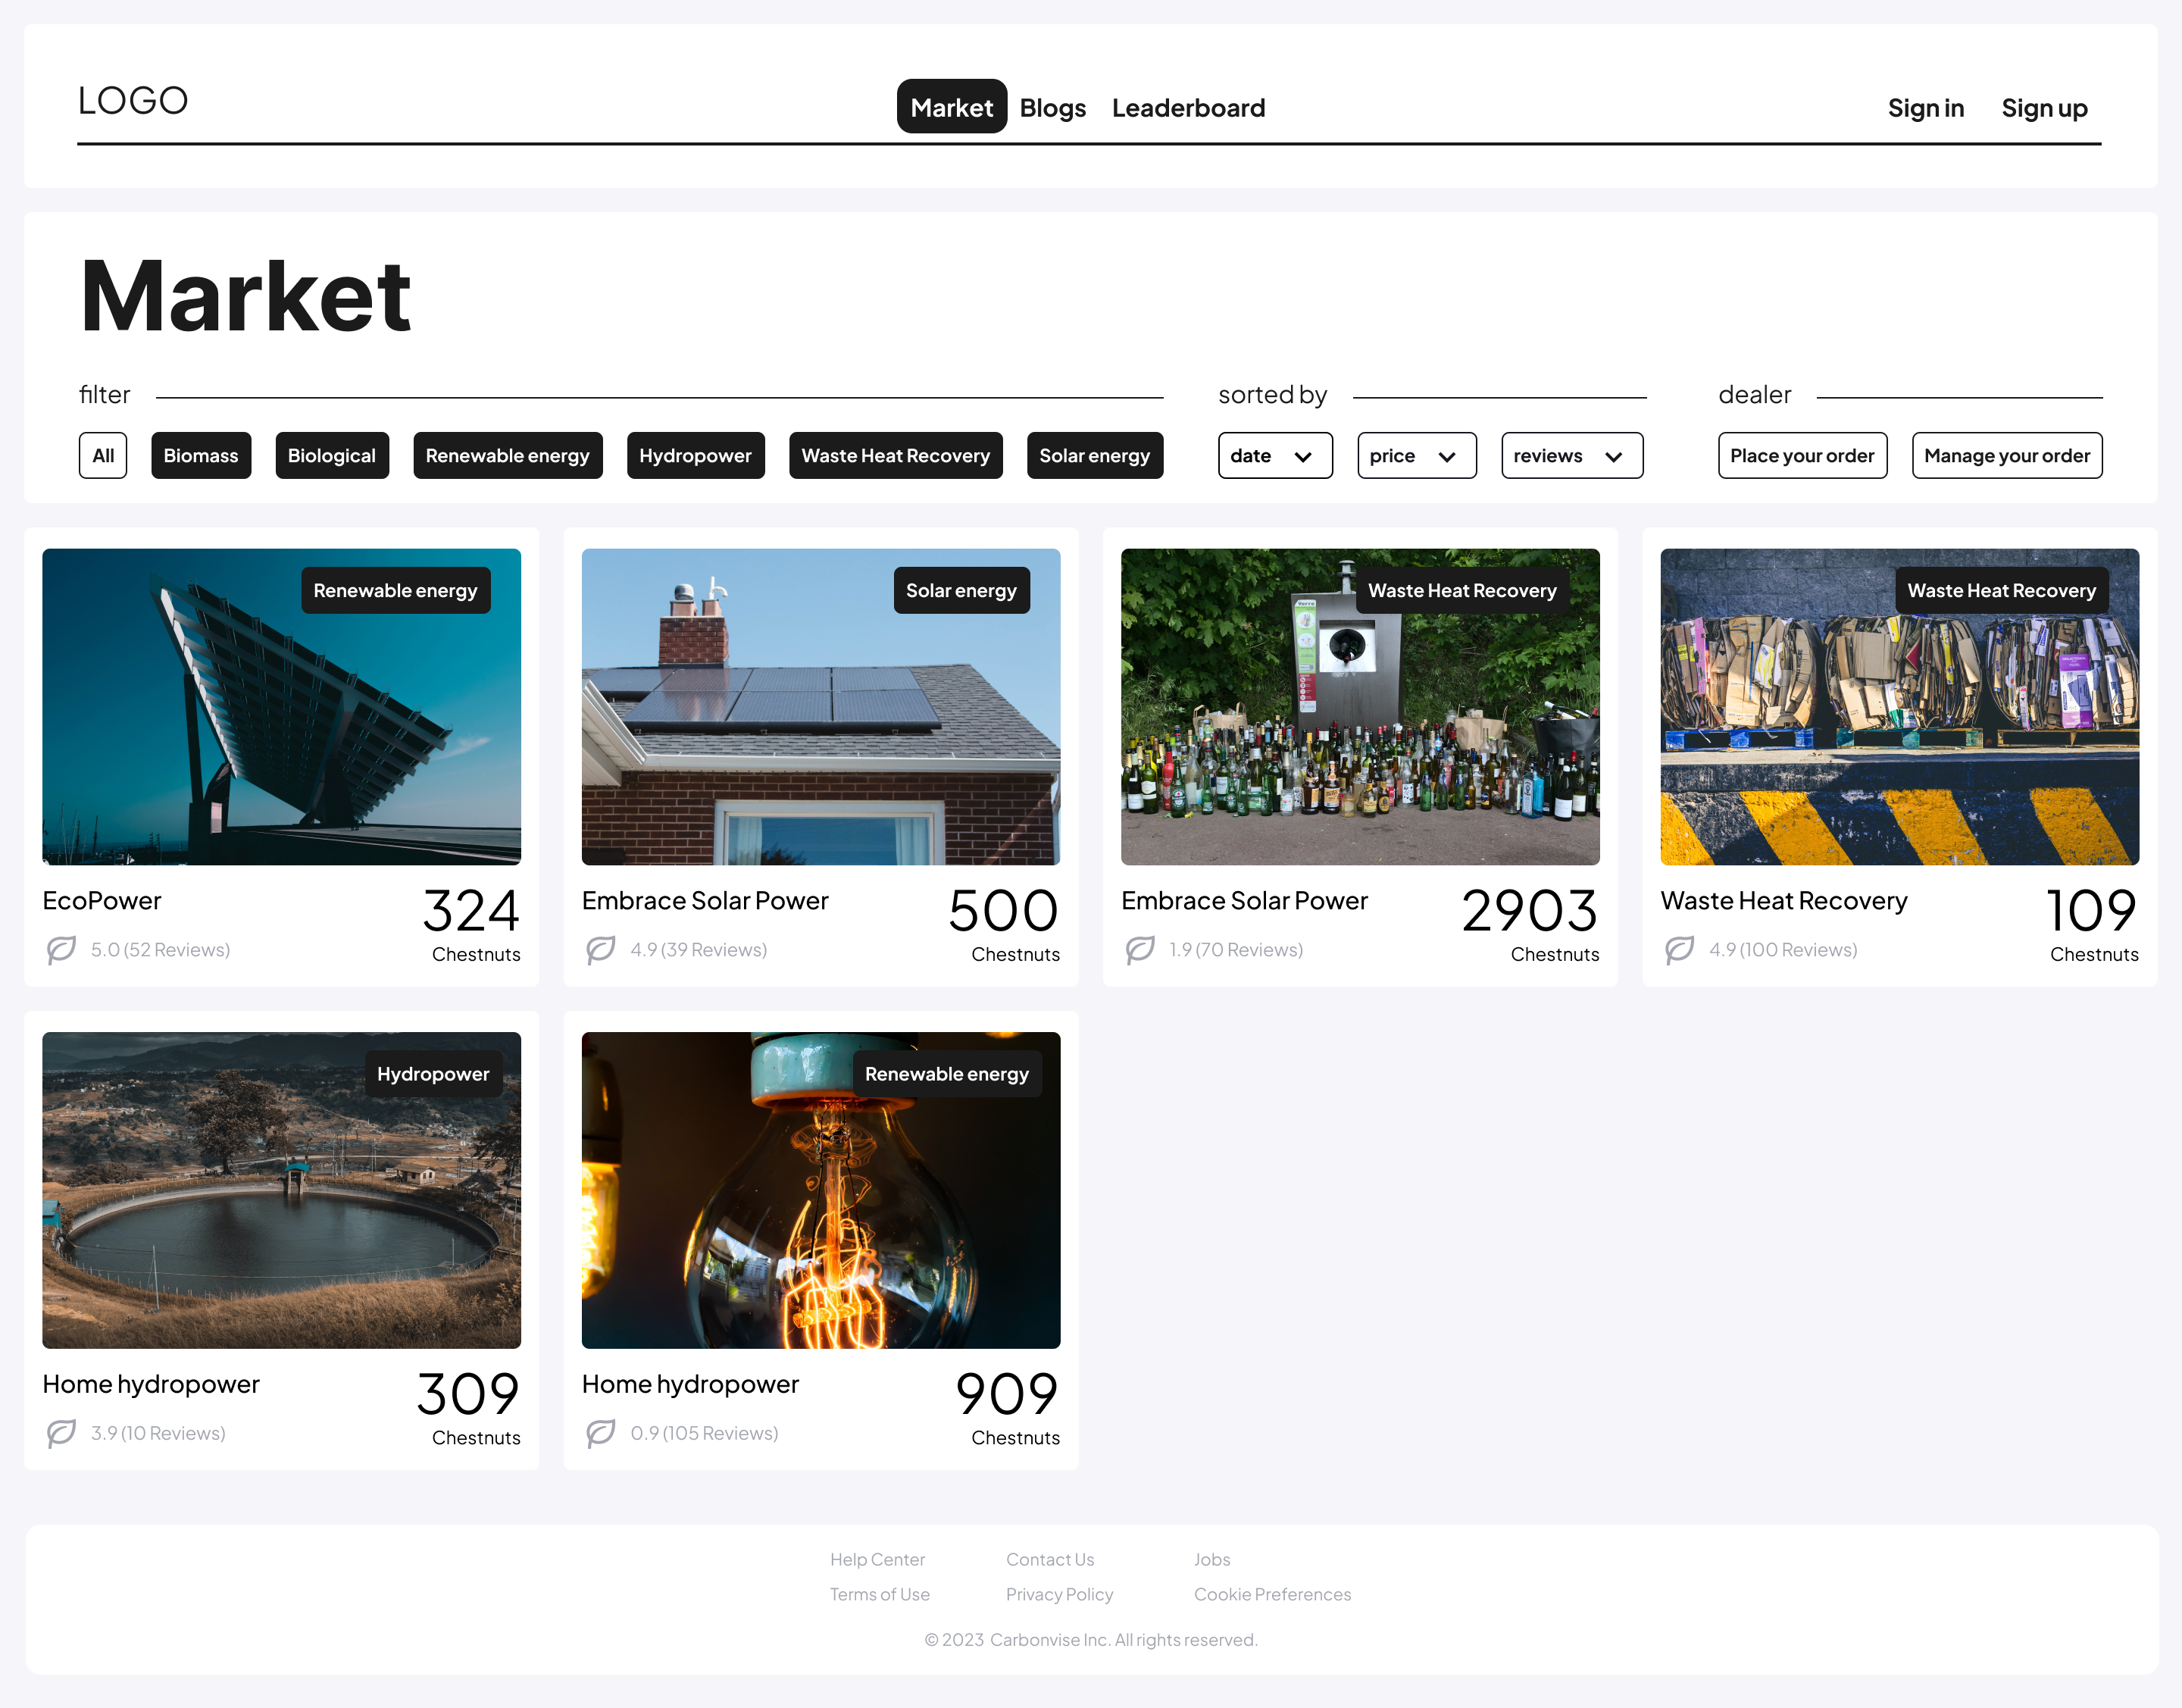 LOGO
Market Blogs Leaderboard
Sign in Sign up
Market
filter
All Biomass Biological Renewable energy Hydropower Waste Heat Recovery Solar energy
sorted by
date price reviews
dealer
Place your order Manage your order
Renewable energy
EcoPower
5.0 (52 Reviews)
324
Chestnuts
Solar energy
Embrace Solar Power
4.9 (39 Reviews)
500
Chestnuts
Waste Heat Recovery
Embrace Solar Power
1.9 (70 Reviews)
2903
Chestnuts
Waste Heat Recovery
Waste Heat Recovery
4.9 (100 Reviews)
109
Chestnuts
Hydropower
Home hydropower
3.9 (10 Reviews)
309
Chestnuts
Renewable energy
Home hydropower
0.9 (105 Reviews)
909
Chestnuts
Help Center Contact Us Jobs
Terms of Use Privacy Policy Cookie Preferences
© 2023 Carbonvise Inc. All rights reserved.